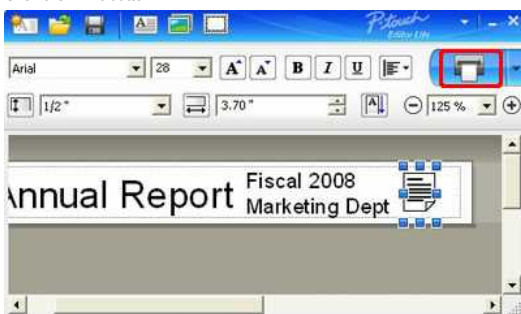 P-touch
Editor Lite
Arial
28
A
A
B
I
U
1/2 "
3.70 "
A
125 %
Annual Report
Fiscal 2008
Marketing Dept